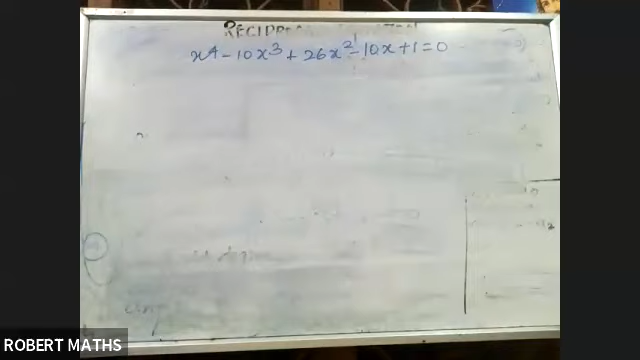 x⁴ - 10x³ + 26x² - 10x + 1 = 0
ROBERT MATHS